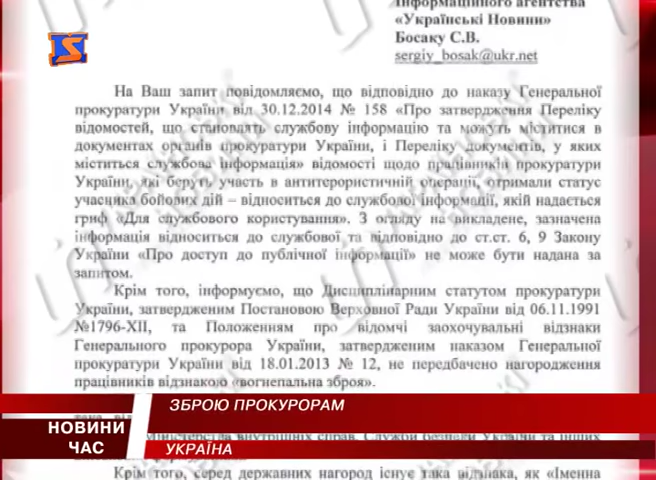 Інформаційного агентства
«Українські Новини»
Босаку С.В.
sergiy_bosak@ukr.net
На Ваш запит повідомляємо, що відповідно до наказу Генеральної
прокуратури України від 30.12.2014 № 158 «Про затвердження Переліку
відомостей, що становлять службову інформацію та можуть міститися в
документах органів прокуратури України, і Переліку документів, у яких
міститься службова інформація» відомості щодо працівників прокуратури
України, які беруть участь в антитерористичній операції, отримали статус
учасника бойових дій – відноситься до службової інформації, якій надається
гриф «Для службового користування». З огляду на викладене, зазначена
інформація відноситься до службової та відповідно до ст.ст. 6, 9 Закону
України «Про доступ до публічної інформації» не може бути надана за
запитом.
Крім того, інформуємо, що Дисциплінарним статутом прокуратури
України, затвердженим Постановою Верховної Ради України від 06.11.1991
№1796-XII, та Положенням про відомчі заохочувальні відзнаки
Генерального прокурора України, затвердженим наказом Генеральної
прокуратури України від 18.01.2013 № 12, не передбачено нагородження
працівників відзнакою «вогнепальна зброя».
ЗБРОЮ ПРОКУРОРАМ
НОВИНИ
ЧАС
Міністерства внутрішніх справ, Служби безпеки України та інших
УКРАЇНА
Крім того, серед державних нагород існує така відзнака, як «Іменна